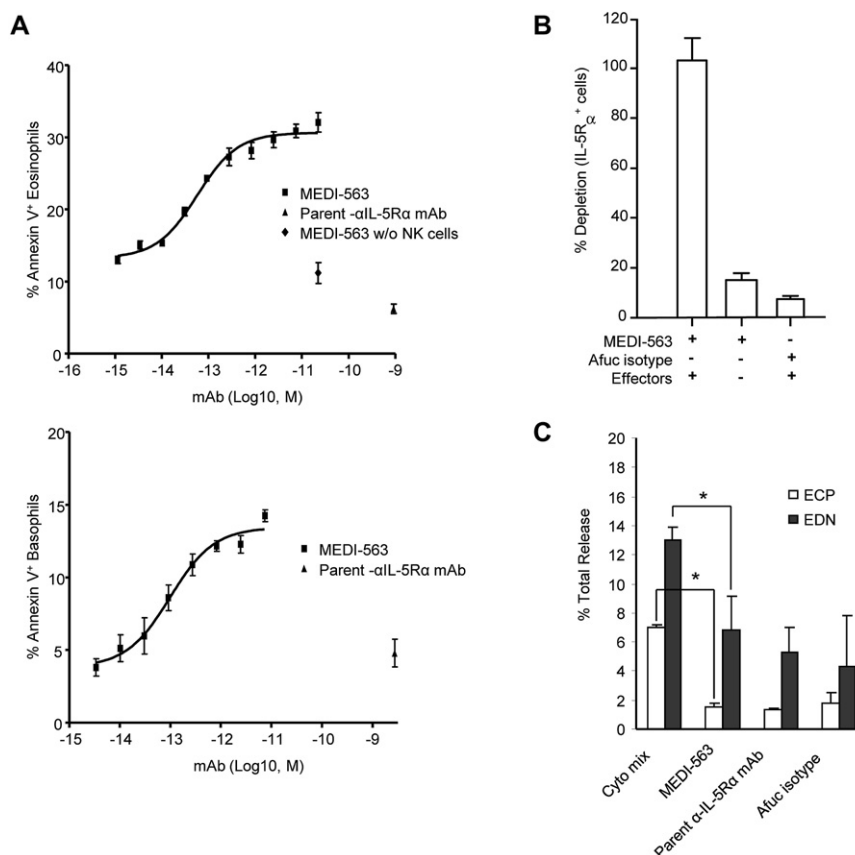 A
% Annexin V+ Eosinophils
40
30
20
10
0
-16 -15 -14 -13 -12 -11 -10 -9
mAb (Log10, M)
MEDI-563
Parent -αIL-5Rα mAb
MEDI-563 w/o NK cells
% Annexin V+ Basophils
15
10
5
0
-15 -14 -13 -12 -11 -10 -9
mAb (Log10, M)
MEDI-563
Parent -αIL-5Rα mAb
B
% Depletion (IL-5Rα+ cells)
120
100
80
60
40
20
0
MEDI-563 + + -
Afuc isotype - - +
Effectors + - +
C
% Total Release
20
18
16
14
12
10
8
6
4
2
0
* *
ECP
EDN
Cyto mix
MEDI-563
Parent α-IL-5Rα mAb
Afuc isotype